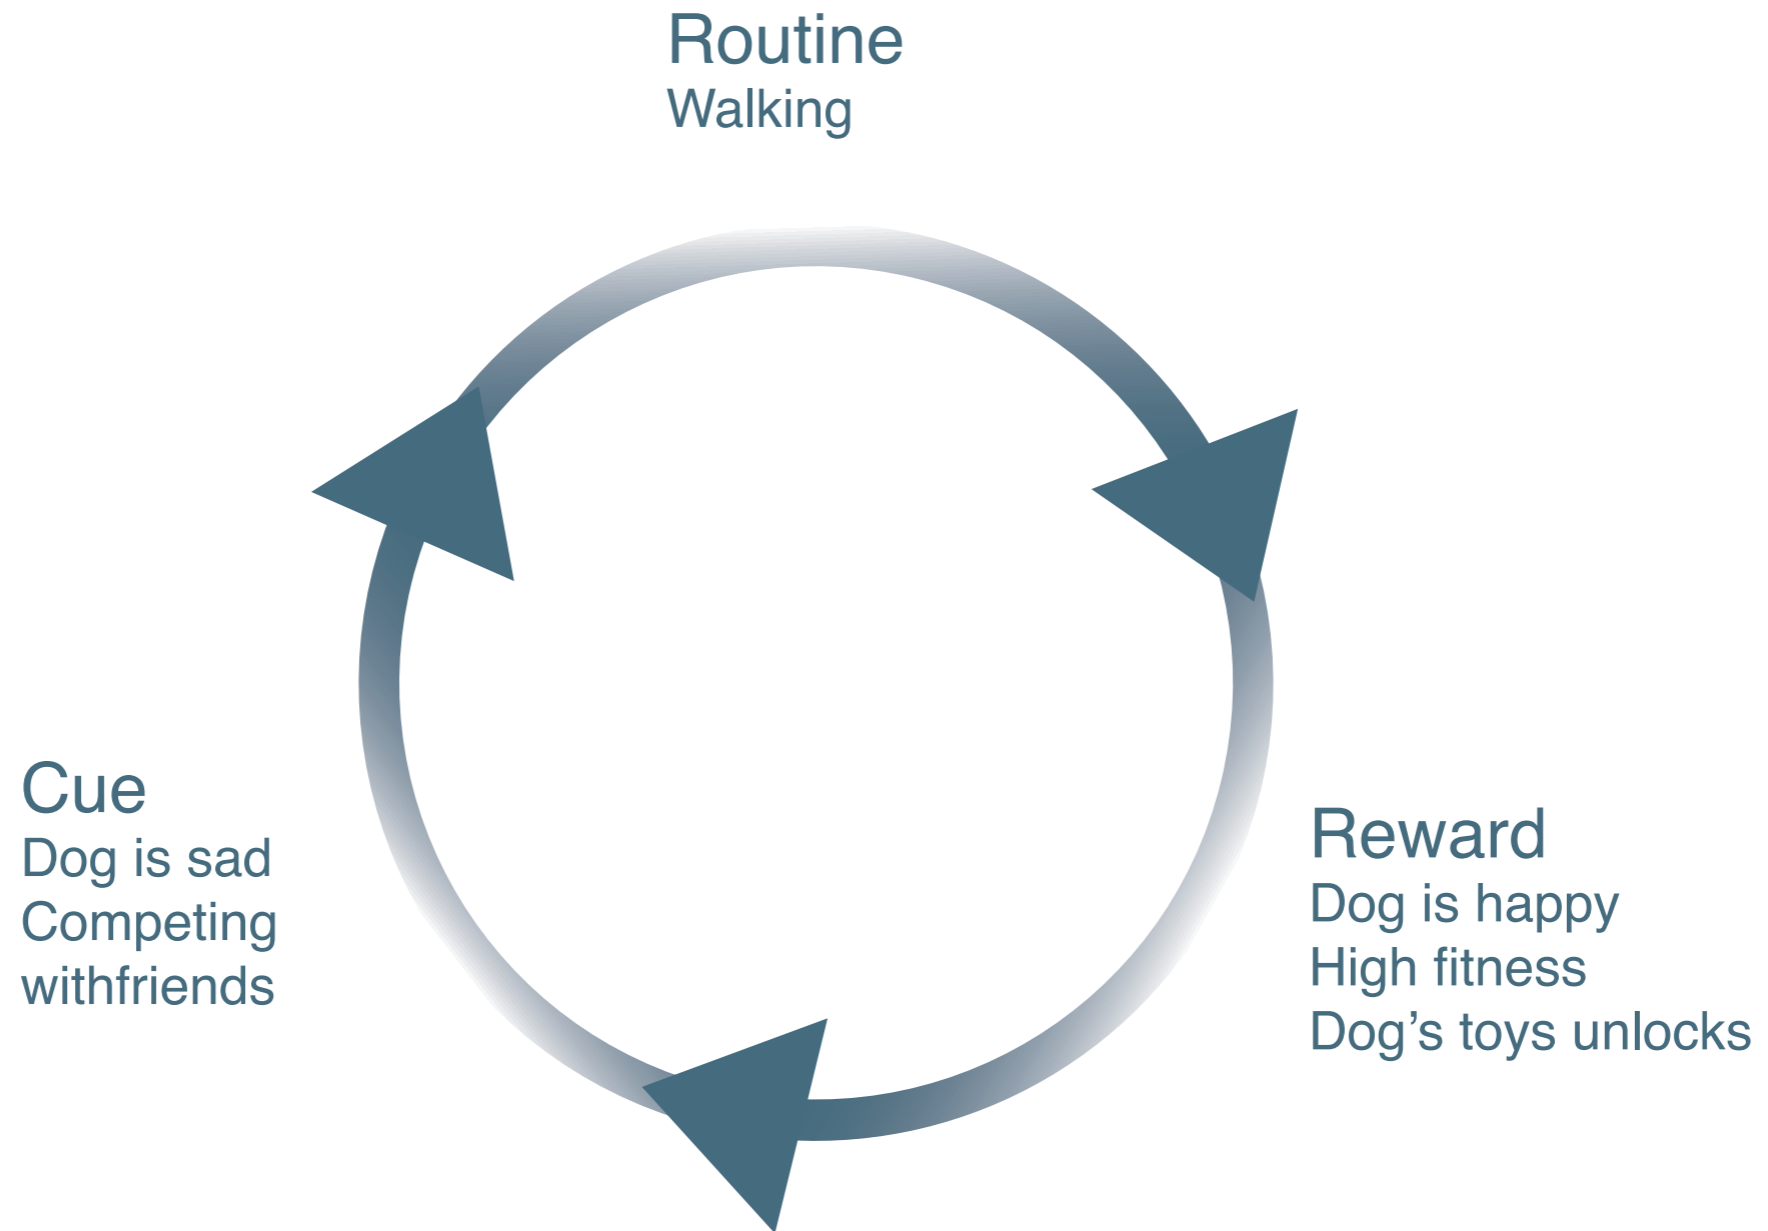 Routine
Walking
Cue
Dog is sad
Competing
withfriends
Reward
Dog is happy
High fitness
Dog’s toys unlocks